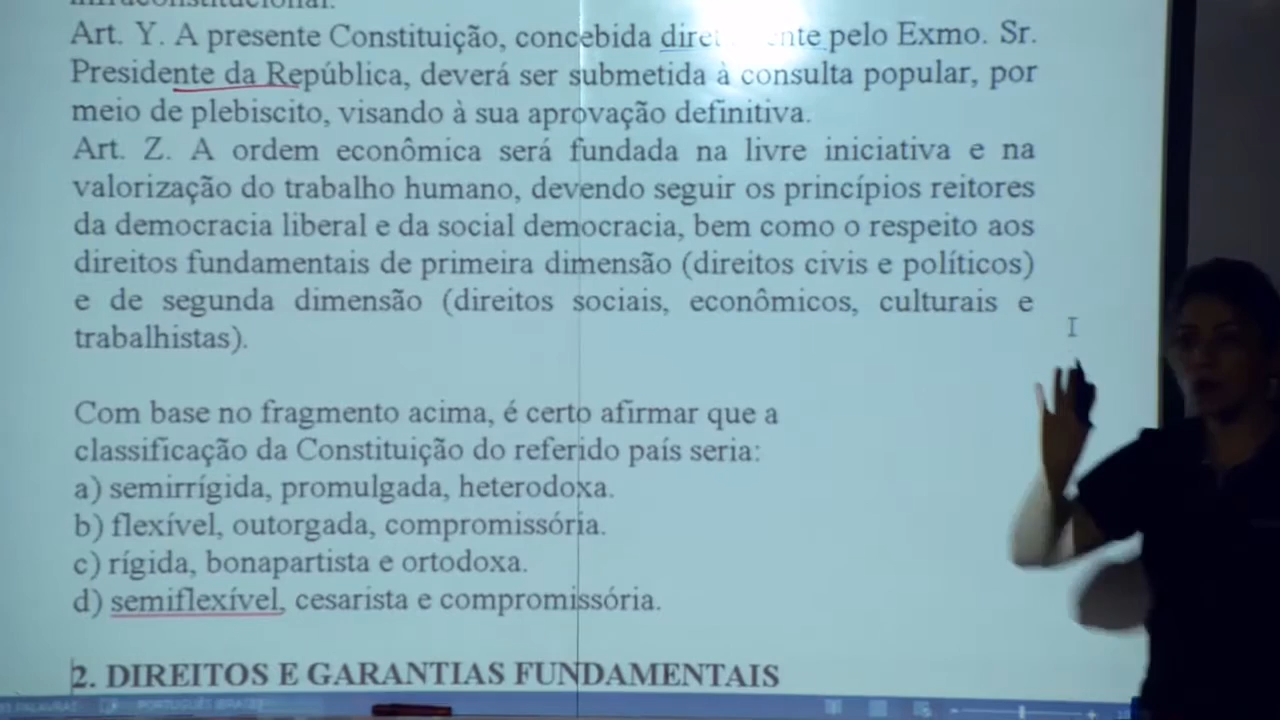 infraconstitucional.
Art. Y. A presente Constituição, concebida pelo Exmo. Sr.
Presidente da República, deverá ser submetida à consulta popular, por
meio de plebiscito, visando à sua aprovação definitiva.
Art. Z. A ordem econômica será fundada na livre iniciativa e na
valorização do trabalho humano, devendo seguir os princípios reitores
da democracia liberal e da social democracia, bem como o respeito aos
direitos fundamentais de primeira dimensão (direitos civis e políticos)
e de segunda dimensão (direitos sociais, econômicos, culturais e
trabalhistas).
Com base no fragmento acima, é certo afirmar que a
classificação da Constituição do referido país seria:
a) semirrígida, promulgada, heterodoxa.
b) flexível, outorgada, compromissória.
c) rígida, bonapartista e ortodoxa.
d) semiflexível, cesarista e compromissória.
2. DIREITOS E GARANTIAS FUNDAMENTAIS